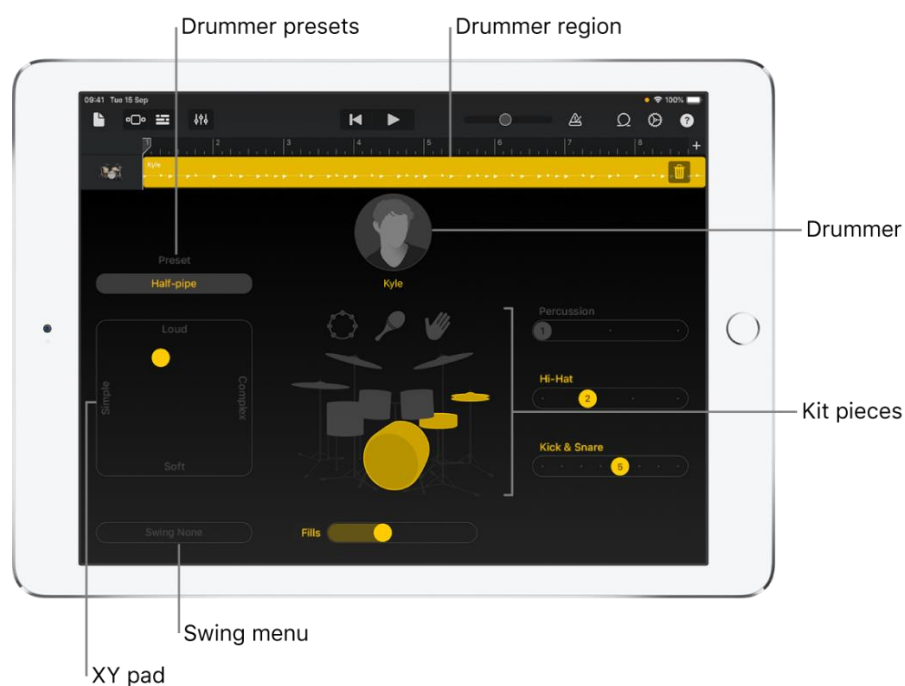 Drummer presets
Drummer region
09:41 Tue 15 Sep
100%
?
1 2 3 4 5 6 7 8 +
Kyle
Drummer
Preset
Half-pipe
Kyle
Loud
Simple
Complex
Soft
Percussion
1
Hi-Hat
2
Kit pieces
Kick & Snare
5
Swing None
Fills
Swing menu
XY pad